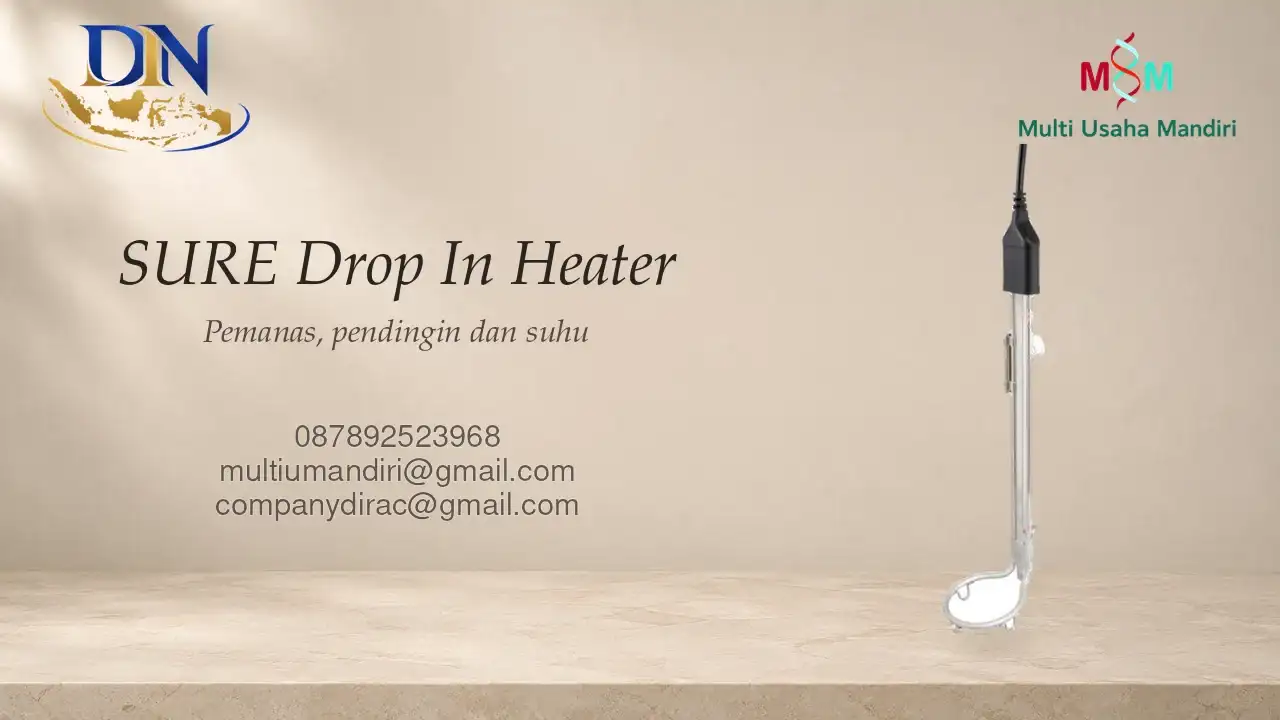 DN
M M
Multi Usaha Mandiri
SURE Drop In Heater
Pemanas, pendingin dan suhu
087892523968
multiumandiri@gmail.com
companydirac@gmail.com